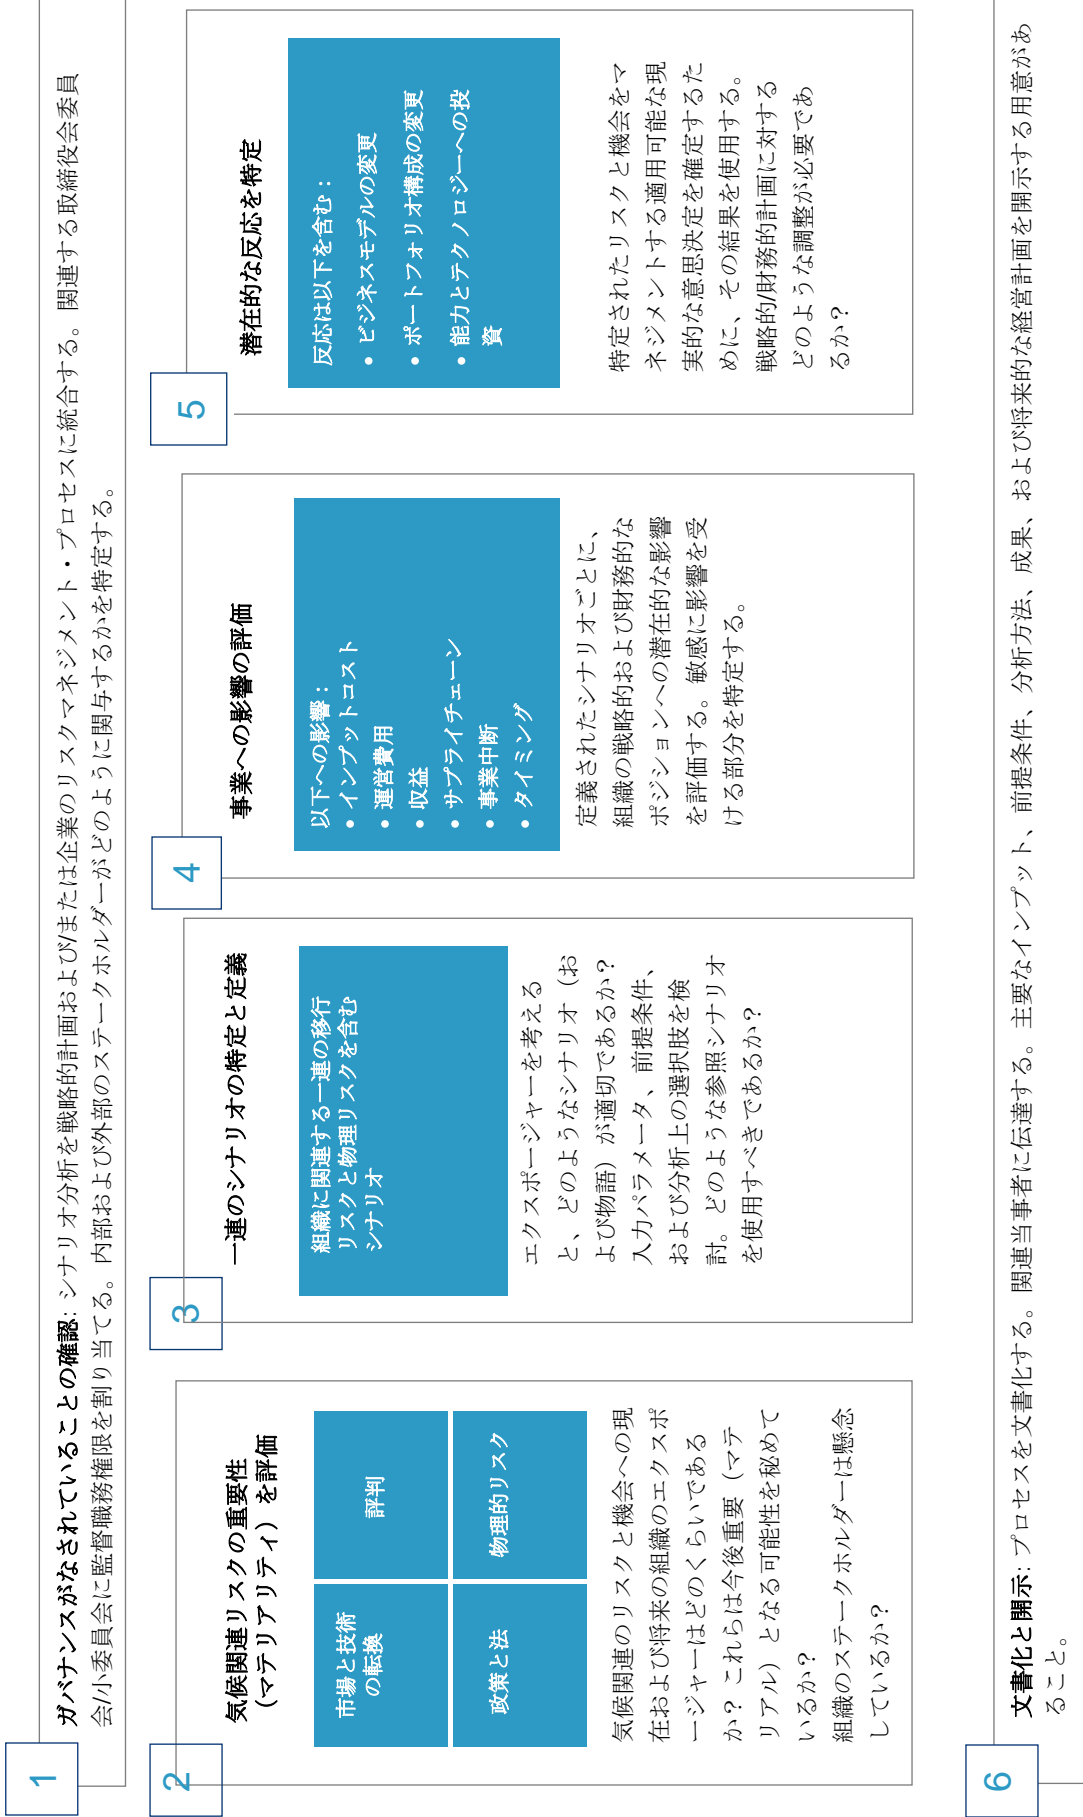 1
ガバナンスがなされていることの確認: シナリオ分析を戦略的計画および/または企業のリスクマネジメント・プロセスに統合する。関連する取締役会委員
会/小委員会に監督職務権限を割り当てる。内部および外部のステークホルダーがどのように関与するかを特定する。
2
気候関連リスクの重要性
（マテリアリティ）を評価
市場と技術
の転換
評判
政策と法
物理的リスク
気候関連のリスクと機会への現
在および将来の組織のエクスポ
ージャーはどのくらいである
か？これらは今後重要（マテ
リアル）となる可能性を秘めて
いるか？
組織のステークホルダーは懸念
しているか？
3
一連のシナリオの特定と定義
組織に関連する一連の移行
リスクと物理リスクを含む
シナリオ
エクスポージャーを考える
と、どのようなシナリオ（お
よび物語）が適切であるか？
入力パラメータ、前提条件、
および分析上の選択肢を検
討。どのような参照シナリオ
を使用すべきであるか？
4
事業への影響の評価
以下への影響：
• インプットコスト
• 運営費用
• 収益
• サプライチェーン
• 事業中断
• タイミング
定義されたシナリオごとに、
組織の戦略的および財務的な
ポジションへの潜在的な影響
を評価する。敏感に影響を受
ける部分を特定する。
5
潜在的な反応を特定
反応は以下を含む：
• ビジネスモデルの変更
• ポートフォリオ構成の変更
• 能力とテクノロジーへの投
資
特定されたリスクと機会をマ
ネジメントする適用可能な現
実的な意思決定を確定するた
めに、その結果を使用する。
戦略的/財務的計画に対する
どのような調整が必要であ
るか？
6
文書化と開示: プロセスを文書化する。関連当事者に伝達する。主要なインプット、前提条件、分析方法、成果、および将来的な経営計画を開示する用意があ
ること。